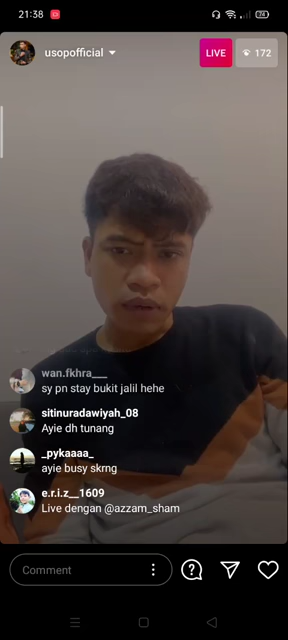 21:38
24
usopofficial
LIVE
172
wan.fkhra___
sy pn stay bukit jalil hehe
sitinuradawiyah_08
Ayie dh tunang
_pykaaaa_
ayie busy skrng
e.r.i.z__1609
Live dengan @azzam_sham
Comment